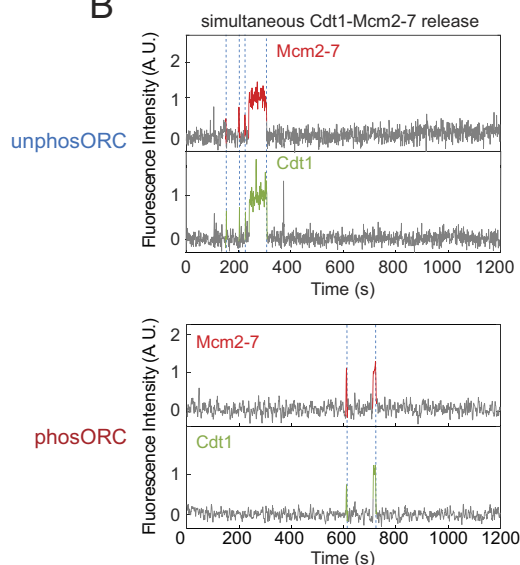 B
simultaneous Cdt1-Mcm2-7 release
unphosORC
Fluorescence Intensity (A.U.)
Mcm2-7
2
1
0
Cdt1
1
0
0 200 400 600 800 1000 1200
Time (s)
phosORC
Fluorescence Intensity (A.U.)
Mcm2-7
2
1
0
Cdt1
1
0
0 200 400 600 800 1000 1200
Time (s)